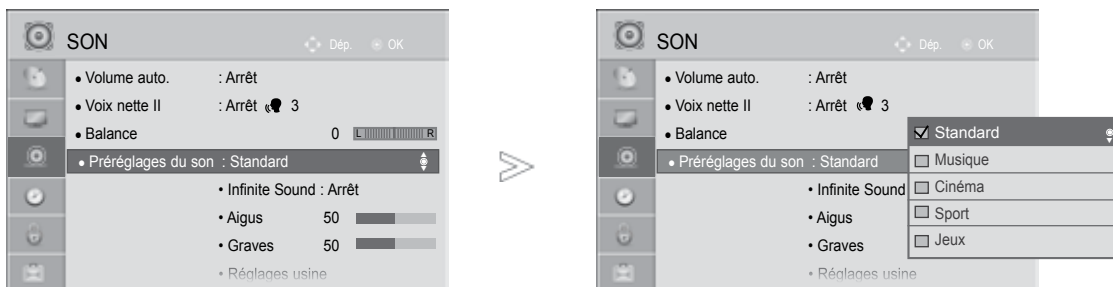 SON
Dép. OK
• Volume auto. : Arrêt
• Voix nette II : Arrêt 3
• Balance 0 L R
• Préréglages du son : Standard
• Infinite Sound : Arrêt
• Aigus 50
• Graves 50
• Réglages usine
SON
Dép. OK
• Volume auto. : Arrêt
• Voix nette II : Arrêt 3
• Balance
• Préréglages du son : Standard
• Infinite Sound
• Aigus
• Graves
• Réglages usine
Standard
Musique
Cinéma
Sport
Jeux